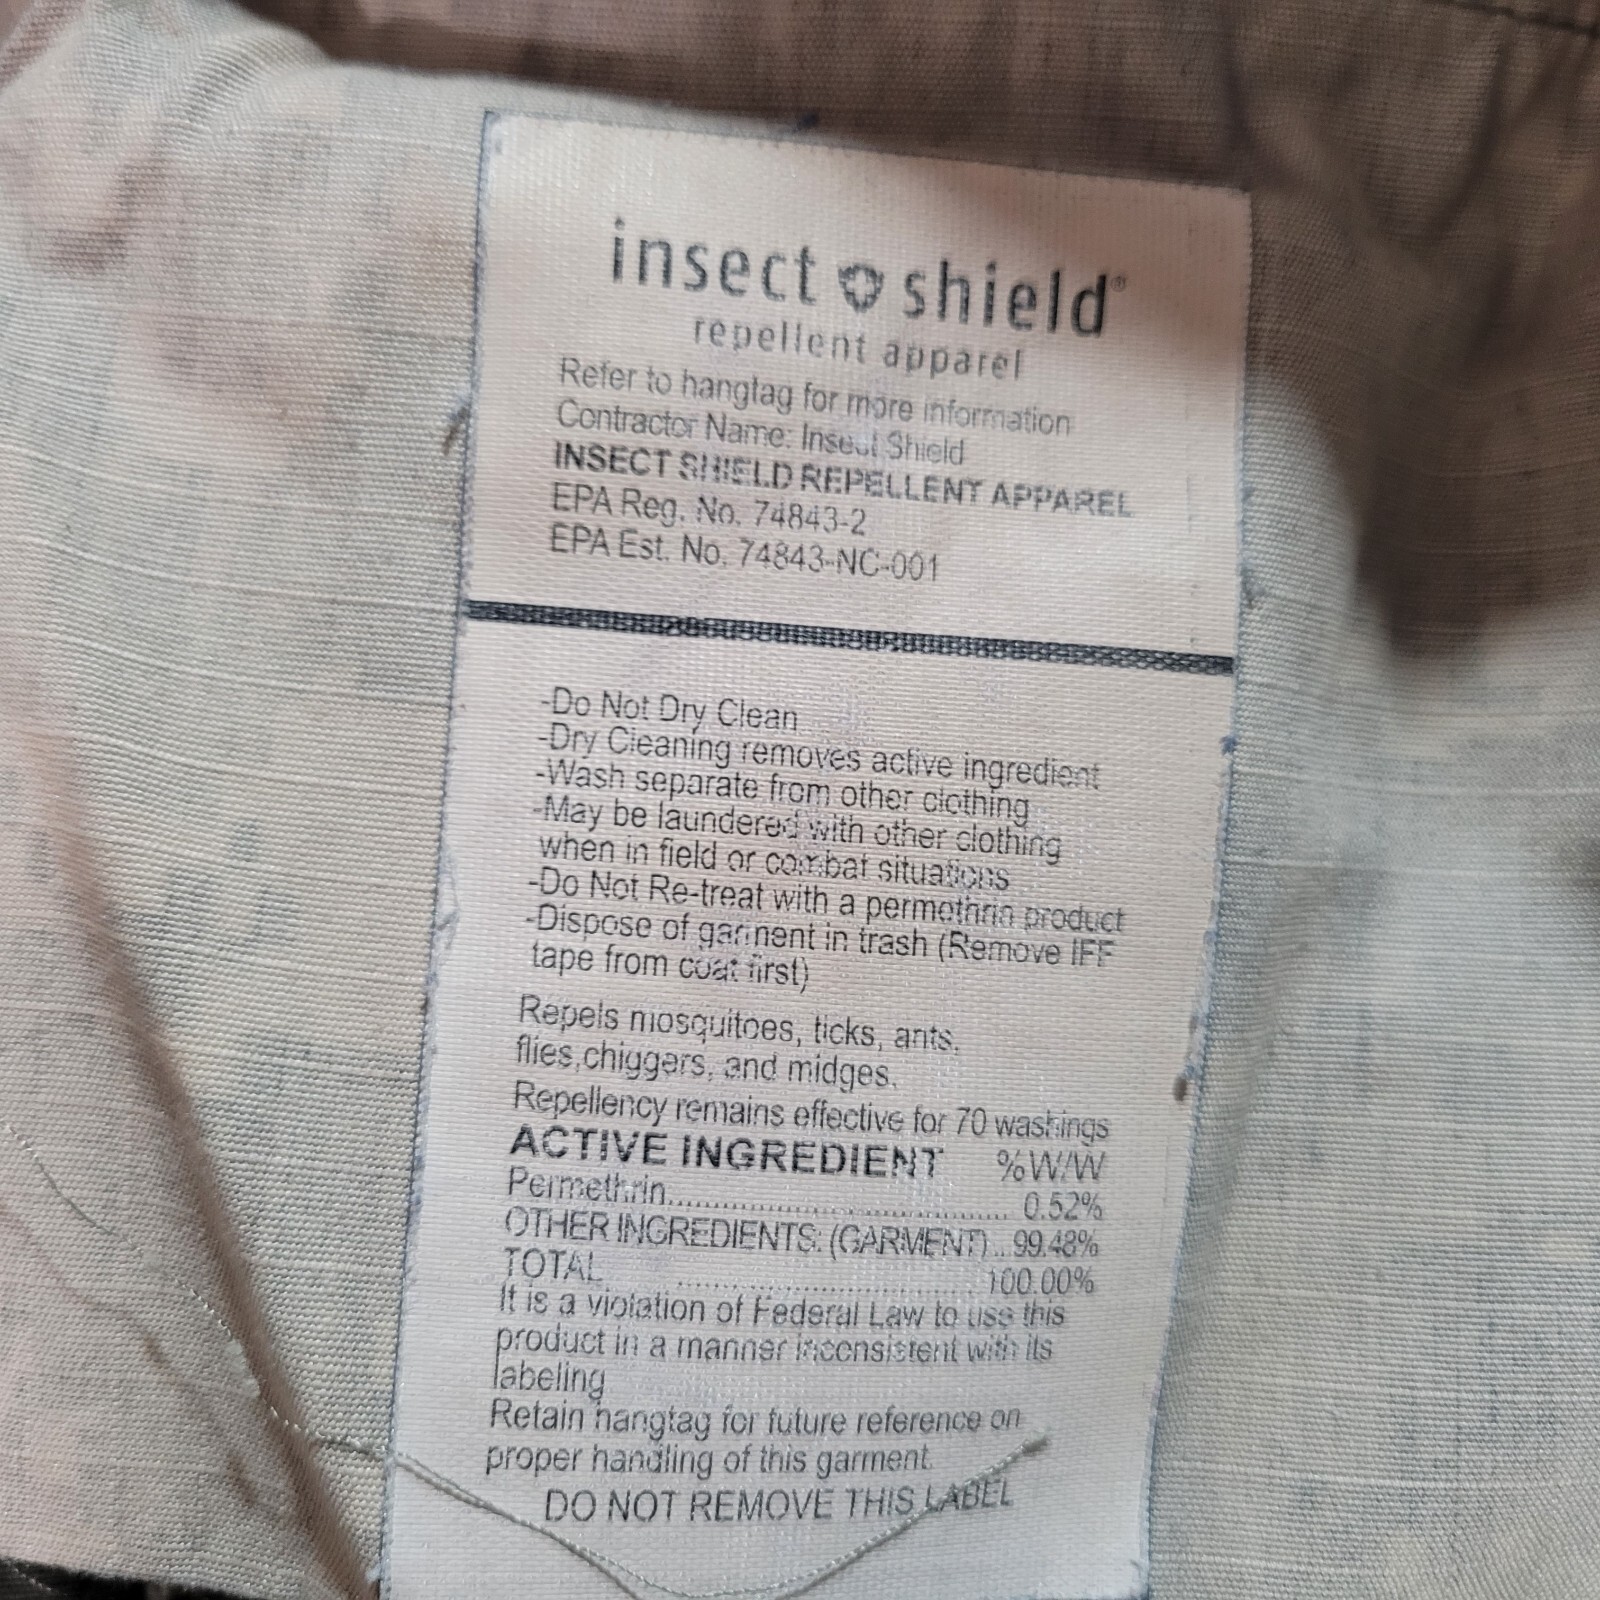 insect shield®
repellent apparel
Refer to hangtag for more information
Contractor Name: Insect Shield
INSECT SHIELD REPELLENT APPAREL
EPA Reg. No. 74843-2
EPA Est. No. 74843-NC-001
-Do Not Dry Clean
-Dry Cleaning removes active ingredient
-Wash separate from other clothing
-May be laundered with other clothing
when in field or combat situations
-Do Not Re-treat with a permethrin product
-Dispose of garment in trash (Remove IFF
tape from coat first)
Repels mosquitoes, ticks, ants,
flies,chiggers, and midges.
Repellency remains effective for 70 washings
ACTIVE INGREDIENT %W/W
Permethrin.................................... 0.52%
OTHER INGREDIENTS: (GARMENT)...99.48%
TOTAL ................................ 100.00%
It is a violation of Federal Law to use this
product in a manner inconsistent with its
labeling
Retain hangtag for future reference on
proper handling of this garment.
DO NOT REMOVE THIS LABEL